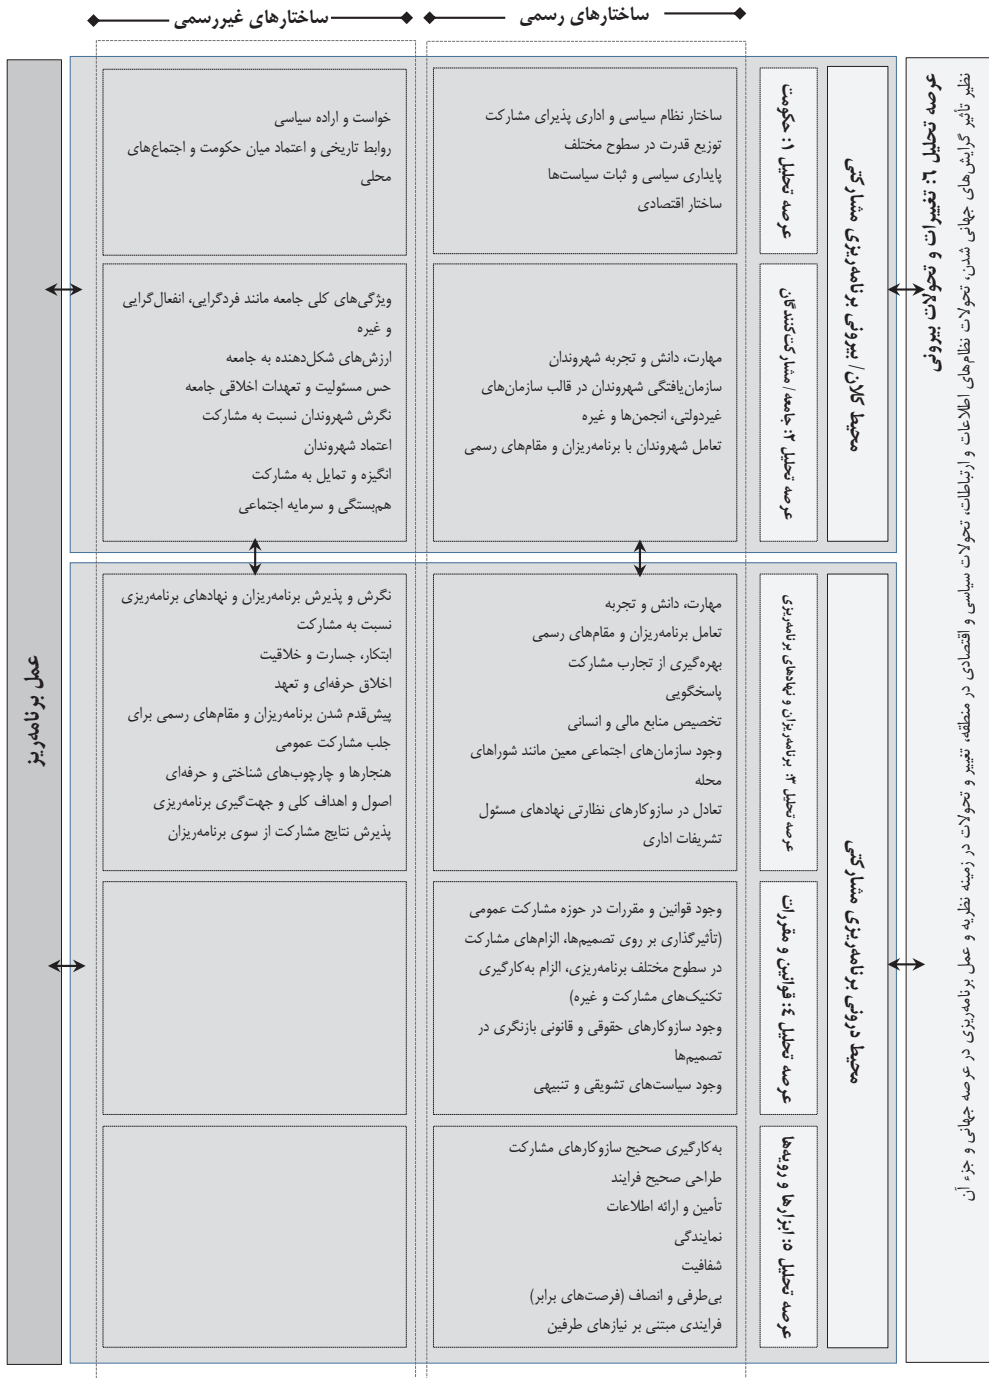 ساختارهای رسمی
ساختارهای غیررسمی
عرصه تحلیل ٦: تغییرات و تحولات بیرونی
نظیر تاثیر گرایش‌های جهانی شدن، تحولات نظام‌های اطلاعات و ارتباطات، تحولات سیاسی و اقتصادی در منطقه، تغییر و تحولات در زمینه نظریه و عمل برنامه‌ریزی در عرصه جهانی و جزء آن
محیط کلان/ بیرونی برنامه‌ریزی مشارکتی
عرصه تحلیل ۱: حکومت
ساختار نظام سیاسی و اداری پذیرای مشارکت
توزیع قدرت در سطوح مختلف
پایداری سیاسی و ثبات سیاست‌ها
ساختار اقتصادی
خواست و اراده سیاسی
روابط تاریخی و اعتماد میان حکومت و اجتماع‌های
محلی
عرصه تحلیل ۲: جامعه/ مشارکت‌کنندگان
مهارت، دانش و تجربه شهروندان
سازمان‌یافتگی شهروندان در قالب سازمان‌های
غیردولتی، انجمن‌ها و غیره
تعامل شهروندان با برنامه‌ریزان و مقام‌های رسمی
ویژگی‌های کلی جامعه مانند فردگرایی، انفعال‌گرایی
و غیره
ارزش‌های شکل‌دهنده به جامعه
حس مسئولیت و تعهدات اخلاقی جامعه
نگرش شهروندان نسبت به مشارکت
اعتماد شهروندان
انگیزه و تمایل به مشارکت
هم‌بستگی و سرمایه اجتماعی
محیط درونی برنامه‌ریزی مشارکتی
عرصه تحلیل ۳: برنامه‌ریزان و نهادهای برنامه‌ریزی
مهارت، دانش و تجربه
تعامل برنامه‌ریزان و مقام‌های رسمی
بهره‌گیری از تجارب مشارکت
پاسخگویی
تخصیص منابع مالی و انسانی
وجود سازمان‌های اجتماعی معین مانند شوراهای
محله
تعادل در سازوکارهای نظارتی نهادهای مسئول
تشریفات اداری
نگرش و پذیرش برنامه‌ریزان و نهادهای برنامه‌ریزی
نسبت به مشارکت
ابتکار، جسارت و خلاقیت
اخلاق حرفه‌ای و تعهد
پیش‌قدم شدن برنامه‌ریزان و مقام‌های رسمی برای
جلب مشارکت عمومی
هنجارها و چارچوب‌های شناختی و حرفه‌ای
اصول و اهداف کلی و جهت‌گیری برنامه‌ریزی
پذیرش نتایج مشارکت از سوی برنامه‌ریزان
عرصه تحلیل ٤: قوانین و مقررات
وجود قوانین و مقررات در حوزه مشارکت عمومی
(تأثیرگذاری بر روی تصمیم‌ها، الزام‌های مشارکت
در سطوح مختلف برنامه‌ریزی، الزام به‌کارگیری
تکنیک‌های مشارکت و غیره)
وجود سازوکارهای حقوقی و قانونی بازنگری در
تصمیم‌ها
وجود سیاست‌های تشویقی و تنبیهی
عرصه تحلیل ٥: ابزارها و رویه‌ها
به‌کارگیری صحیح سازوکارهای مشارکت
طراحی صحیح فرایند
تأمین و ارائه اطلاعات
نمایندگی
شفافیت
بی‌طرفی و انصاف (فرصت‌های برابر)
فرایندی مبتنی بر نیازهای طرفین
عمل برنامه‌ریز